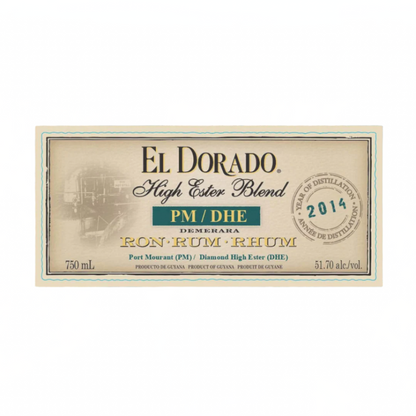 EL DORADO®
High Ester Blend
PM / DHE
DEMERARA
RON·RUM·RHUM
Port Mourant (PM) / Diamond High Ester (DHE)
750 mL
PRODUCTO DE GUYANA PRODUCT OF GUYANA PRODUIT DE GUYANE
51.70 alc/vol.
YEAR OF DISTILLATION
2014
ANNÉE DE DISTILLATION